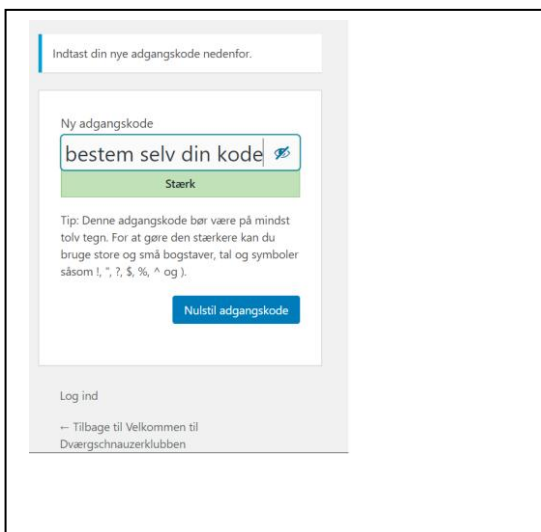 Indtast din nye adgangskode nedenfor.
Ny adgangskode
bestem selv din kode
Stærk
Tip: Denne adgangskode bør være på mindst
tolv tegn. For at gøre den stærkere kan du
bruge store og små bogstaver, tal og symboler
såsom !, ", ?, $, %, ^ og ).
Nulstil adgangskode
Log ind
← Tilbage til Velkommen til
Dværgschnauzerklubben